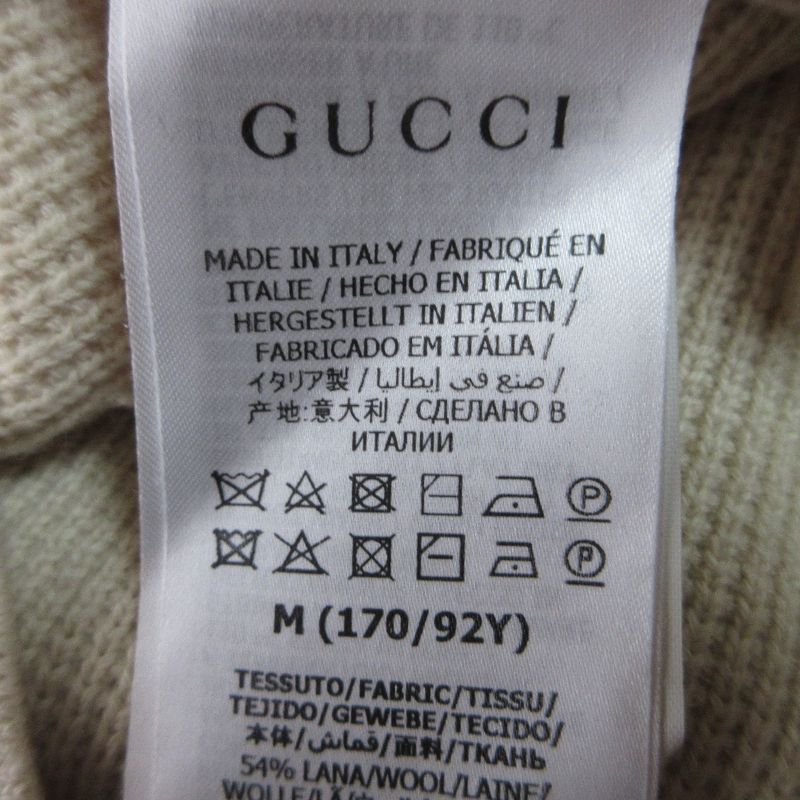 GUCCI
MADE IN ITALY / FABRIQUÉ EN
ITALIE / HECHO EN ITALIA /
HERGESTELLT IN ITALIEN /
FABRICADO EM ITÁLIA /
イタリア製 / صنع في إيطاليا /
产地:意大利 / СДЕЛАНО В
ИТАЛИИ
P
P
M (170/92Y)
TESSUTO/FABRIC/TISSU/
TEJIDO/GEWEBE/TECIDO/
本体/قماش/面料/ТКАНЬ
54% LANA/WOOL/LAINE/
WOLLE/LÃ/